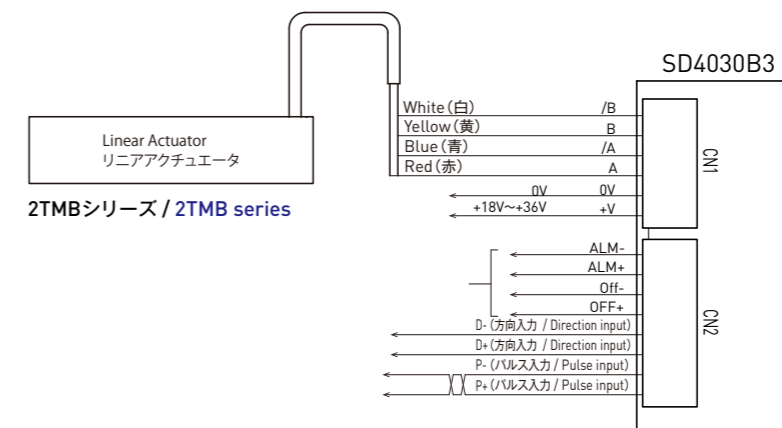 SD4030B3
White(白) /B
Yellow(黄) B
Blue(青) /A
Red(赤) A
0V 0V
+18V~+36V +V
CN1
Linear Actuator
リニアアクチュエータ
2TMBシリーズ / 2TMB series
ALM-
ALM+
Off-
OFF+
D-(方向入力 / Direction input)
D+(方向入力 / Direction input)
P-(パルス入力 / Pulse input)
P+(パルス入力 / Pulse input)
CN2